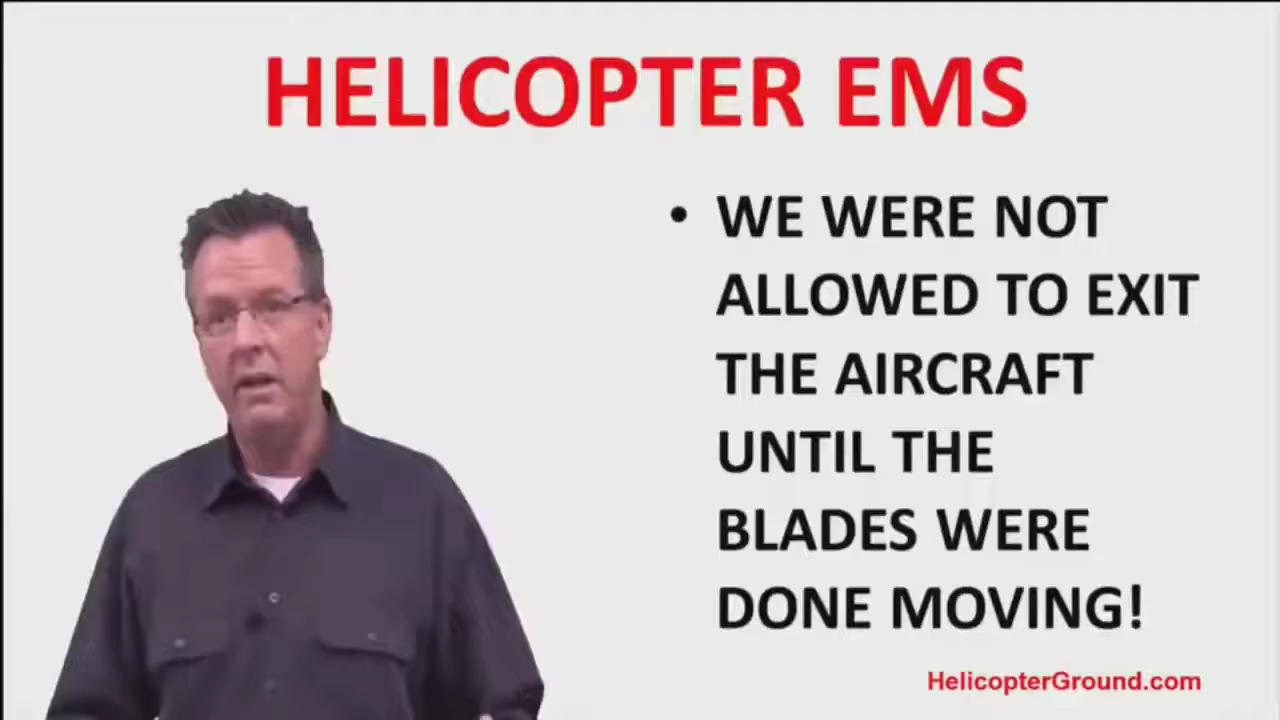 HELICOPTER EMS
• WE WERE NOT
ALLOWED TO EXIT
THE AIRCRAFT
UNTIL THE
BLADES WERE
DONE MOVING!
HelicopterGround.com